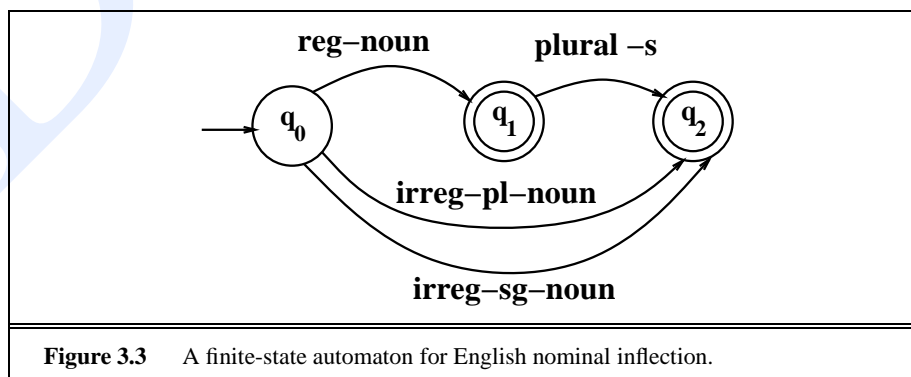 reg–noun
plural –s
q0
q1
q2
irreg–pl–noun
irreg–sg–noun
Figure 3.3 A finite-state automaton for English nominal inflection.